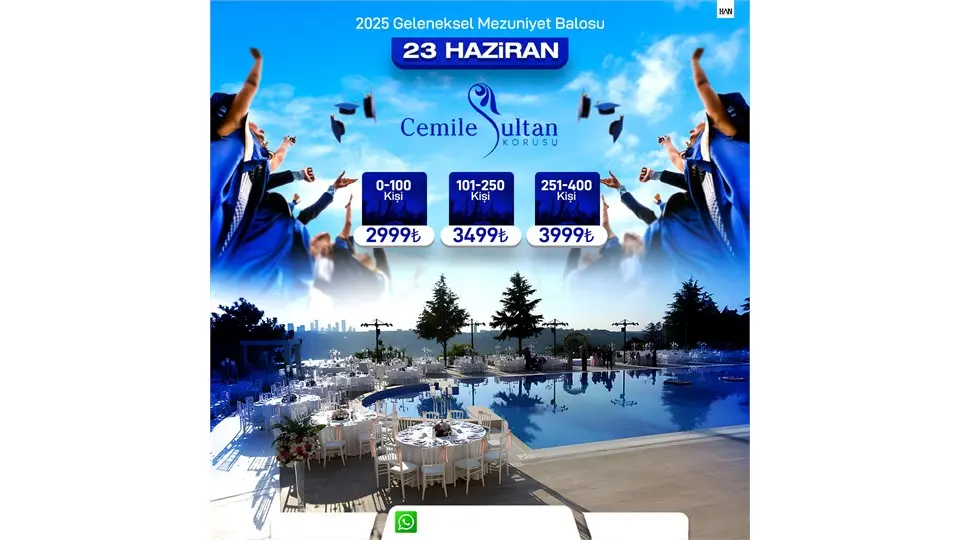 HAN
2025 Geleneksel Mezuniyet Balosu
23 HAZiRAN
Cemile Sultan
KORUSU
0-100
Kişi
2999₺
101-250
Kişi
3499₺
251-400
Kişi
3999₺